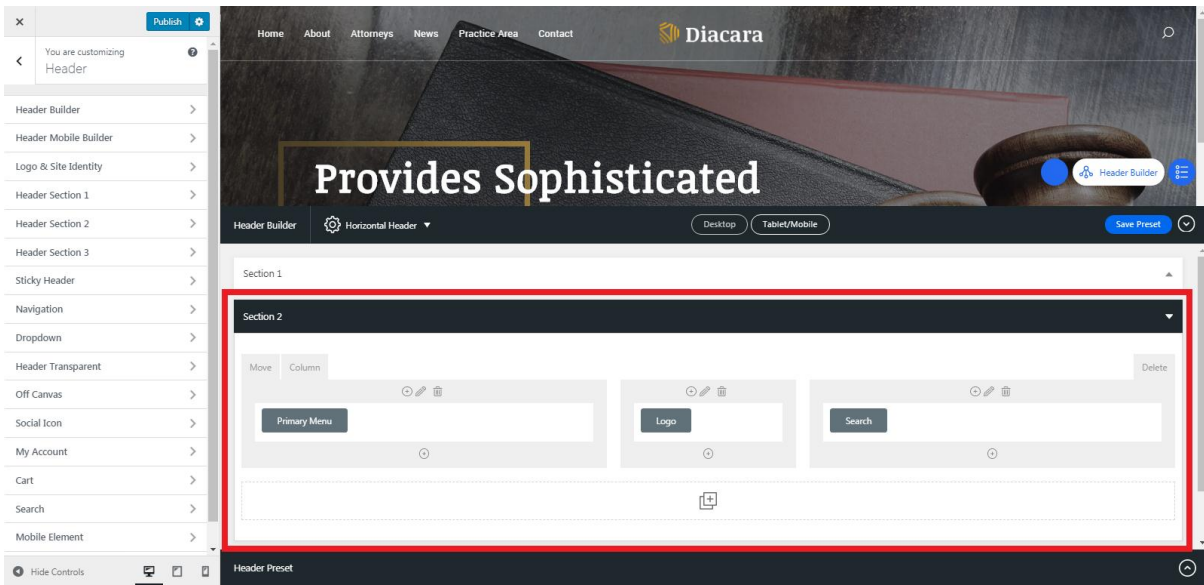 Publish
You are customizing
Header
Header Builder
Header Mobile Builder
Logo & Site Identity
Header Section 1
Header Section 2
Header Section 3
Sticky Header
Navigation
Dropdown
Header Transparent
Off Canvas
Social Icon
My Account
Cart
Search
Mobile Element
Hide Controls
Home About Attorneys News Practice Area Contact
Diacara
Provides Sophisticated
Header Builder
Header Builder Horizontal Header Desktop Tablet/Mobile Save Preset
Section 1
Section 2
Move Column Delete
Primary Menu Logo Search
Header Preset